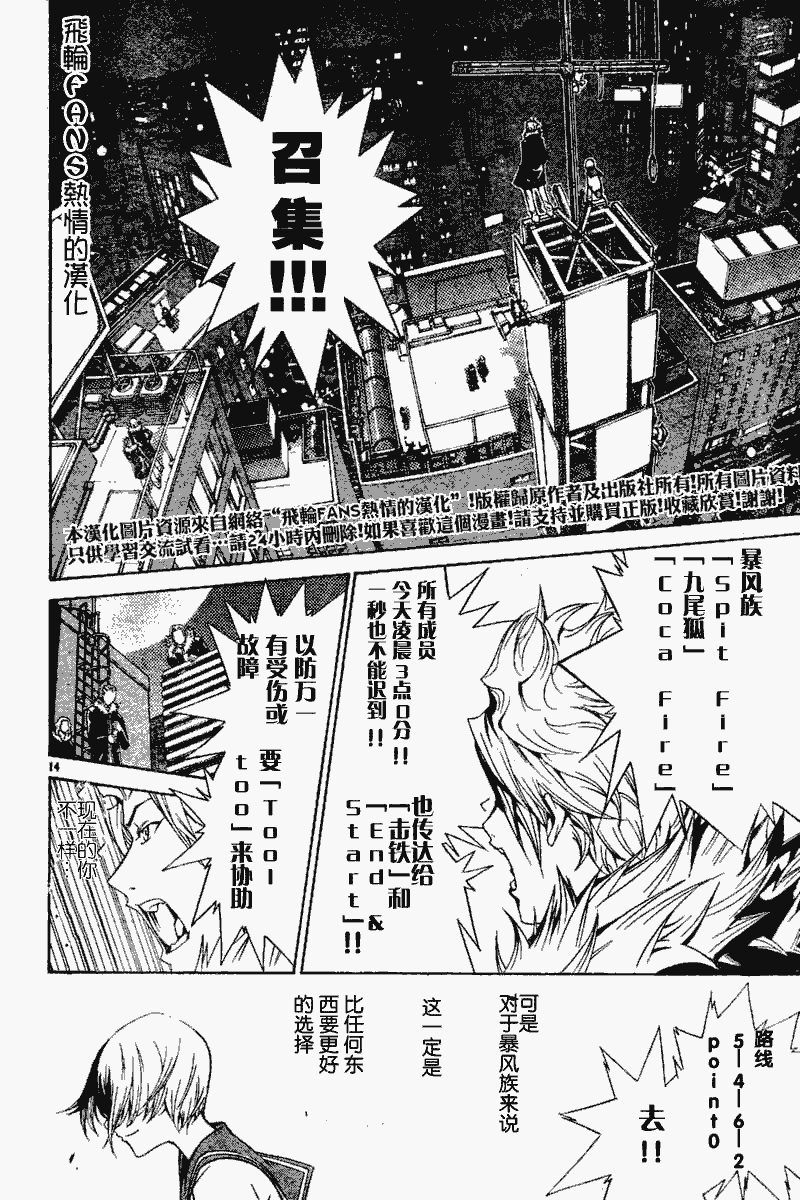 飛輪FANS熱情的漢化
召集!!!
本漢化圖片資源來自網絡“飛輪FANS熱情的漢化”!版權歸原作者及出版社所有!所有圖片資料
只供學習交流試看…請24小時內刪除!如果喜歡這個漫畫!請支持並購買正版!收藏欣賞!謝謝!
暴风族
「Spit Fire」
「九尾狐」
「Coca Fire」
所有成员
今天凌晨3点0分!!
一秒也不能迟到!!
也传达给
「击铁」和
「End &
Start」!!
以防万一
有受伤或
故障
要「Tool
too」来协助
14
现在的你
不一样…
路线
5—4—6—2
point0
去!!
可是
对于暴风族来说
这一定是
比任何东
西要更好
的选择